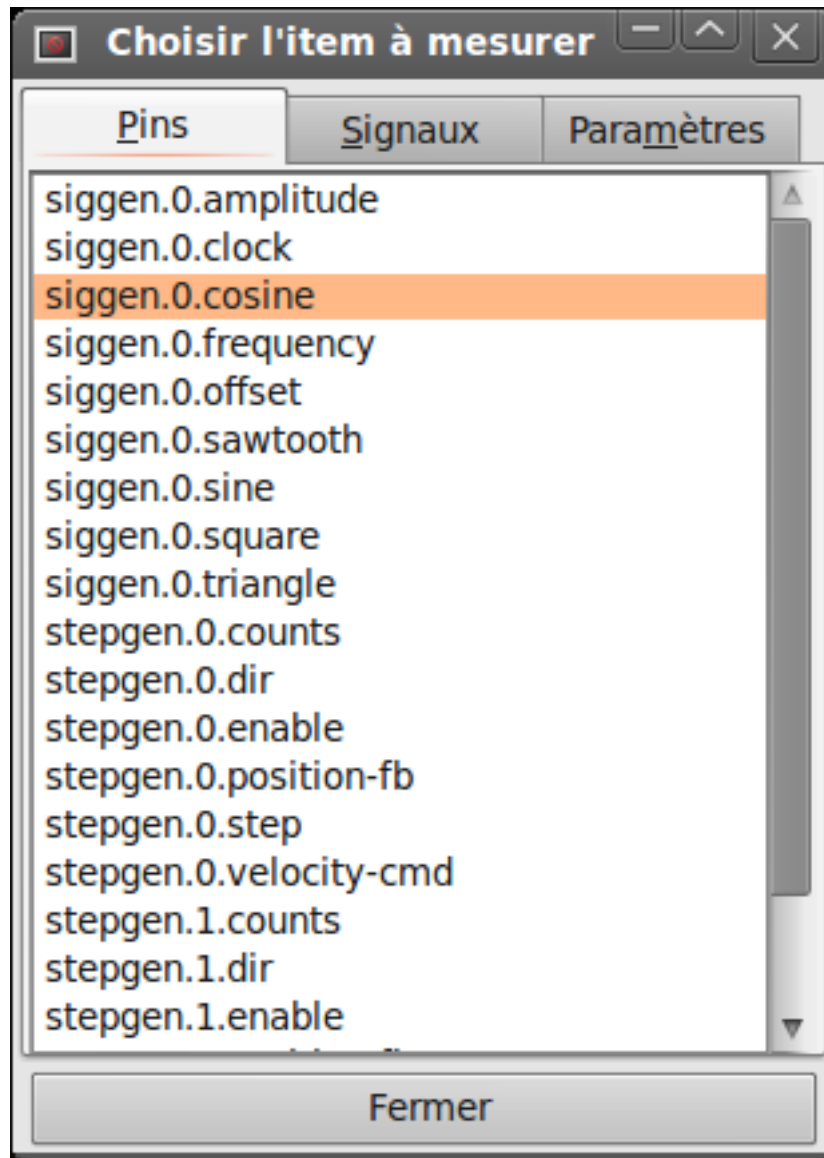 Choisir l'item à mesurer
Pins Signaux Paramètres
siggen.0.amplitude
siggen.0.clock
siggen.0.cosine
siggen.0.frequency
siggen.0.offset
siggen.0.sawtooth
siggen.0.sine
siggen.0.square
siggen.0.triangle
stepgen.0.counts
stepgen.0.dir
stepgen.0.enable
stepgen.0.position-fb
stepgen.0.step
stepgen.0.velocity-cmd
stepgen.1.counts
stepgen.1.dir
stepgen.1.enable
Fermer